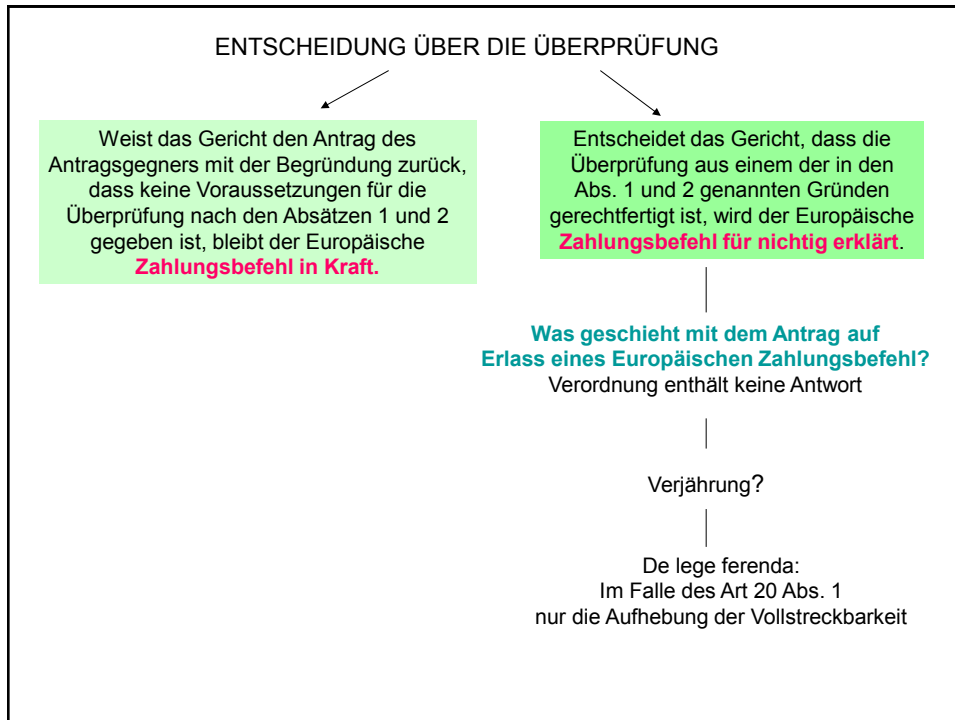 ENTSCHEIDUNG ÜBER DIE ÜBERPRÜFUNG
Weist das Gericht den Antrag des
Antragsgegners mit der Begründung zurück,
dass keine Voraussetzungen für die
Überprüfung nach den Absätzen 1 und 2
gegeben ist, bleibt der Europäische
Zahlungsbefehl in Kraft.
Entscheidet das Gericht, dass die
Überprüfung aus einem der in den
Abs. 1 und 2 genannten Gründen
gerechtfertigt ist, wird der Europäische
Zahlungsbefehl für nichtig erklärt.
Was geschieht mit dem Antrag auf
Erlass eines Europäischen Zahlungsbefehl?
Verordnung enthält keine Antwort
Verjährung?
De lege ferenda:
Im Falle des Art 20 Abs. 1
nur die Aufhebung der Vollstreckbarkeit